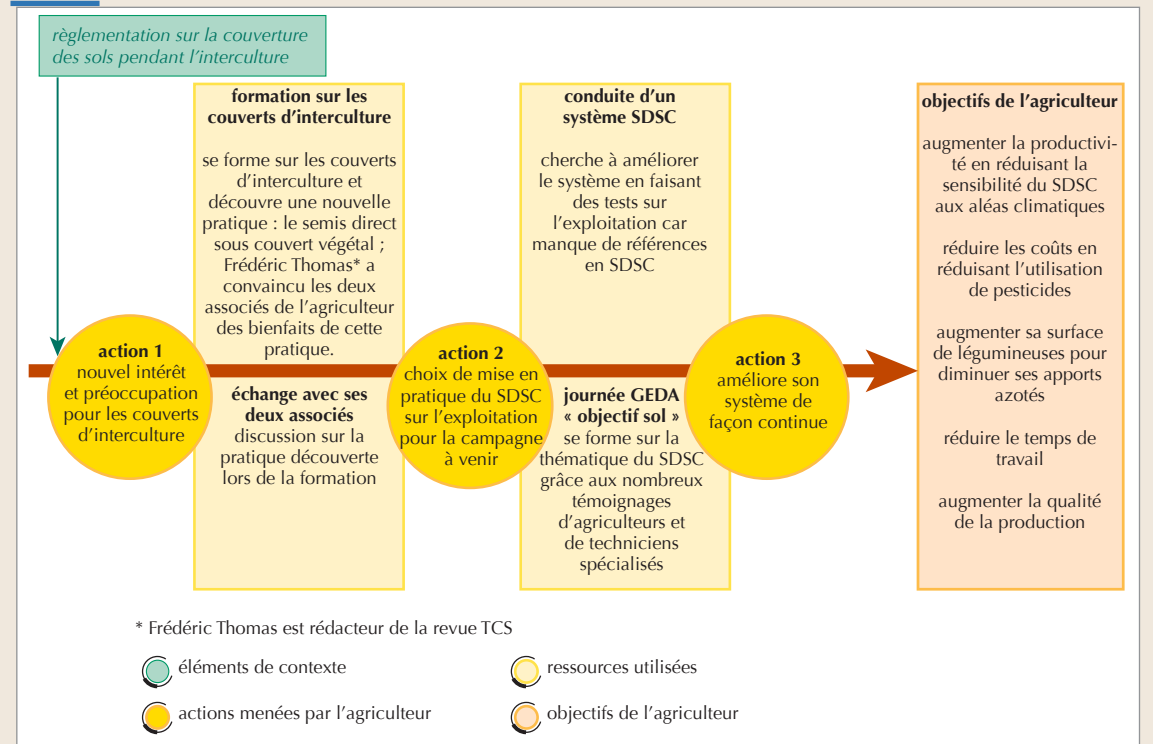 règlementation sur la couverture
des sols pendant l’interculture
formation sur les
couverts d’interculture
se forme sur les couverts
d’interculture et
découvre une nouvelle
pratique : le semis direct
sous couvert végétal ;
Frédéric Thomas* a
convaincu les deux
associés de l’agriculteur
des bienfaits de cette
pratique.
conduite d’un
système SDSC
cherche à améliorer
le système en faisant
des tests sur
l’exploitation car
manque de références
en SDSC
objectifs de l’agriculteur
augmenter la productivi-
té en réduisant la
sensibilité du SDSC
aux aléas climatiques
réduire les coûts en
réduisant l’utilisation
de pesticides
augmenter sa surface
de légumineuses pour
diminuer ses apports
azotés
réduire le temps de
travail
augmenter la qualité
de la production
action 1
nouvel intérêt
et préoccupation
pour les couverts
d’interculture
échange avec ses
deux associés
discussion sur la
pratique découverte
lors de la formation
action 2
choix de mise en
pratique du SDSC
sur l’exploitation
pour la campagne
à venir
journée GEDA
« objectif sol »
se forme sur la
thématique du SDSC
grâce aux nombreux
témoignages
d’agriculteurs et
de techniciens
spécialisés
action 3
améliore son
système de
façon continue
* Frédéric Thomas est rédacteur de la revue TCS
éléments de contexte
ressources utilisées
actions menées par l’agriculteur
objectifs de l’agriculteur